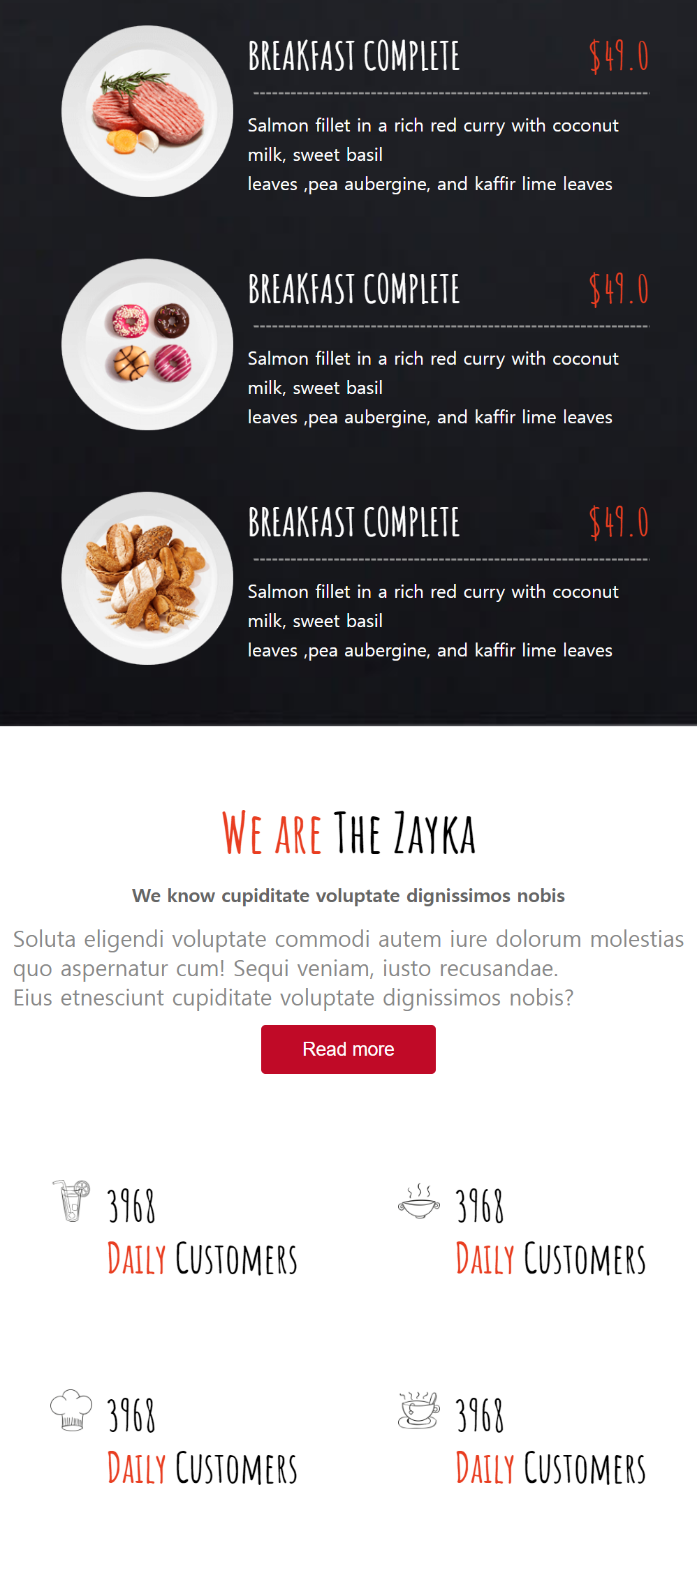 BREAKFAST COMPLETE $49.0
Salmon fillet in a rich red curry with coconut
milk, sweet basil
leaves ,pea aubergine, and kaffir lime leaves
BREAKFAST COMPLETE $49.0
Salmon fillet in a rich red curry with coconut
milk, sweet basil
leaves ,pea aubergine, and kaffir lime leaves
BREAKFAST COMPLETE $49.0
Salmon fillet in a rich red curry with coconut
milk, sweet basil
leaves ,pea aubergine, and kaffir lime leaves
We are The Zayka
We know cupiditate voluptate dignissimos nobis
Soluta eligendi voluptate commodi autem iure dolorum molestias
quo aspernatur cum! Sequi veniam, iusto recusandae.
Eius etnesciunt cupiditate voluptate dignissimos nobis?
Read more
3968
Daily Customers
3968
Daily Customers
3968
Daily Customers
3968
Daily Customers